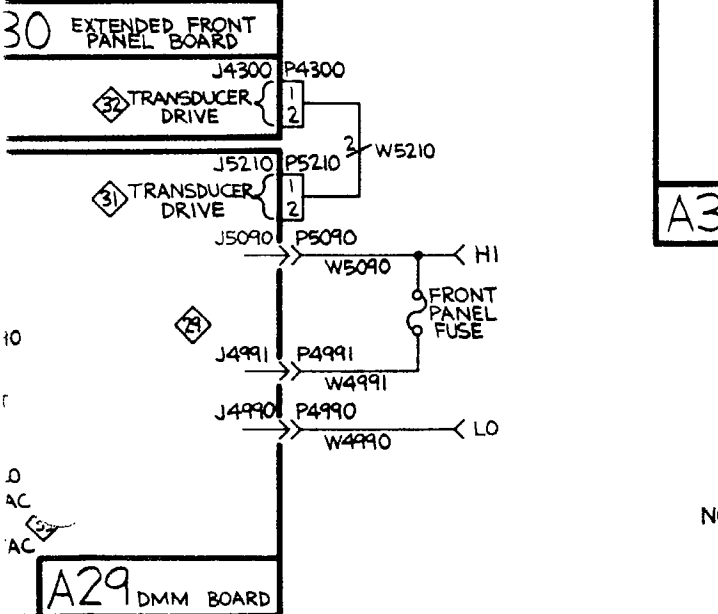 30 EXTENDED FRONT
PANEL BOARD
J4300 P4300
32 TRANSDUCER
DRIVE
1
2
2 W5210
J5210 P5210
31 TRANSDUCER
DRIVE
1
2
A3
J5090 P5090
W5090
HI
FRONT
PANEL
FUSE
29
J4991 P4991
W4991
J4990 P4990
W4990
LO
AC
AC
A29 DMM BOARD